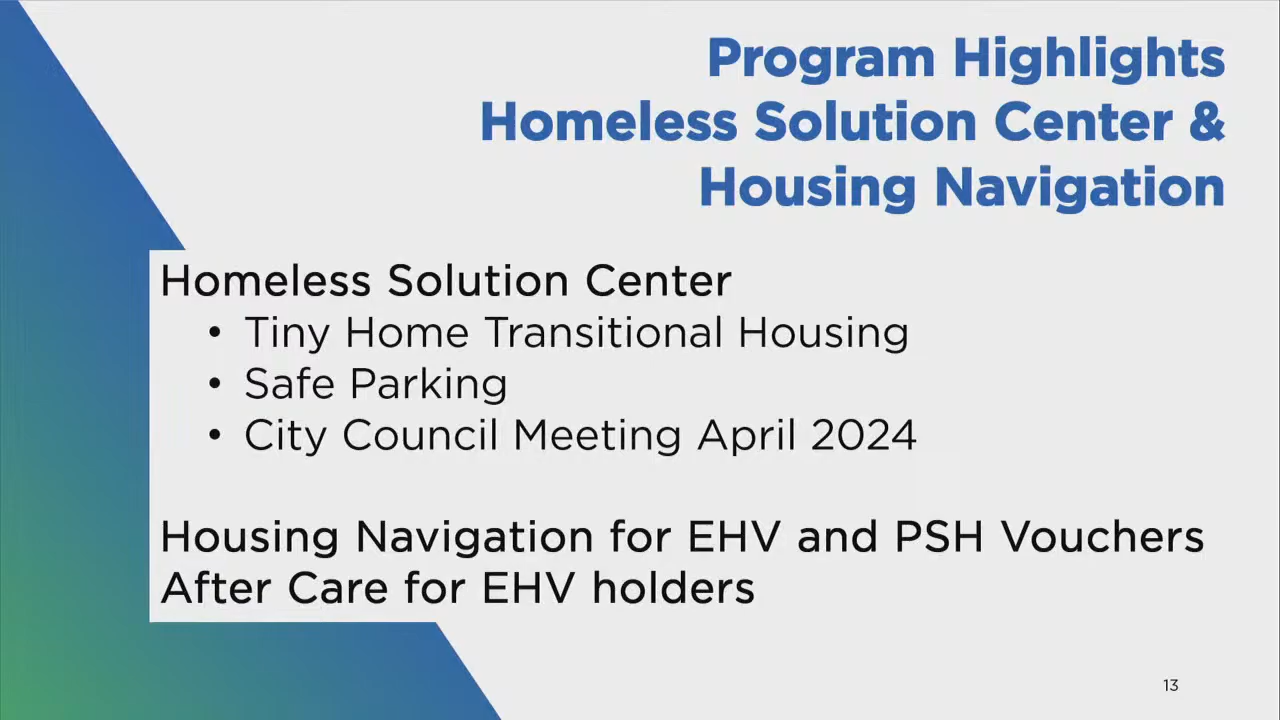 Program Highlights
Homeless Solution Center &
Housing Navigation
Homeless Solution Center
• Tiny Home Transitional Housing
• Safe Parking
• City Council Meeting April 2024
Housing Navigation for EHV and PSH Vouchers
After Care for EHV holders
13